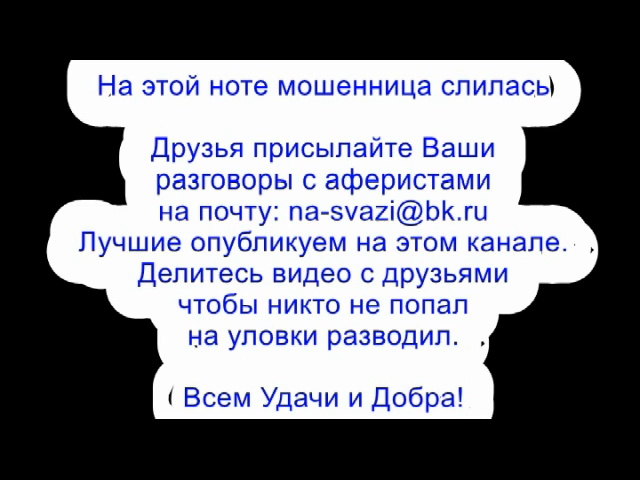 На этой ноте мошенница слилась
Друзья присылайте Ваши
разговоры с аферистами
на почту: na-svazi@bk.ru
Лучшие опубликуем на этом канале.
Делитесь видео с друзьями
чтобы никто не попал
на уловки разводил.
Всем Удачи и Добра!